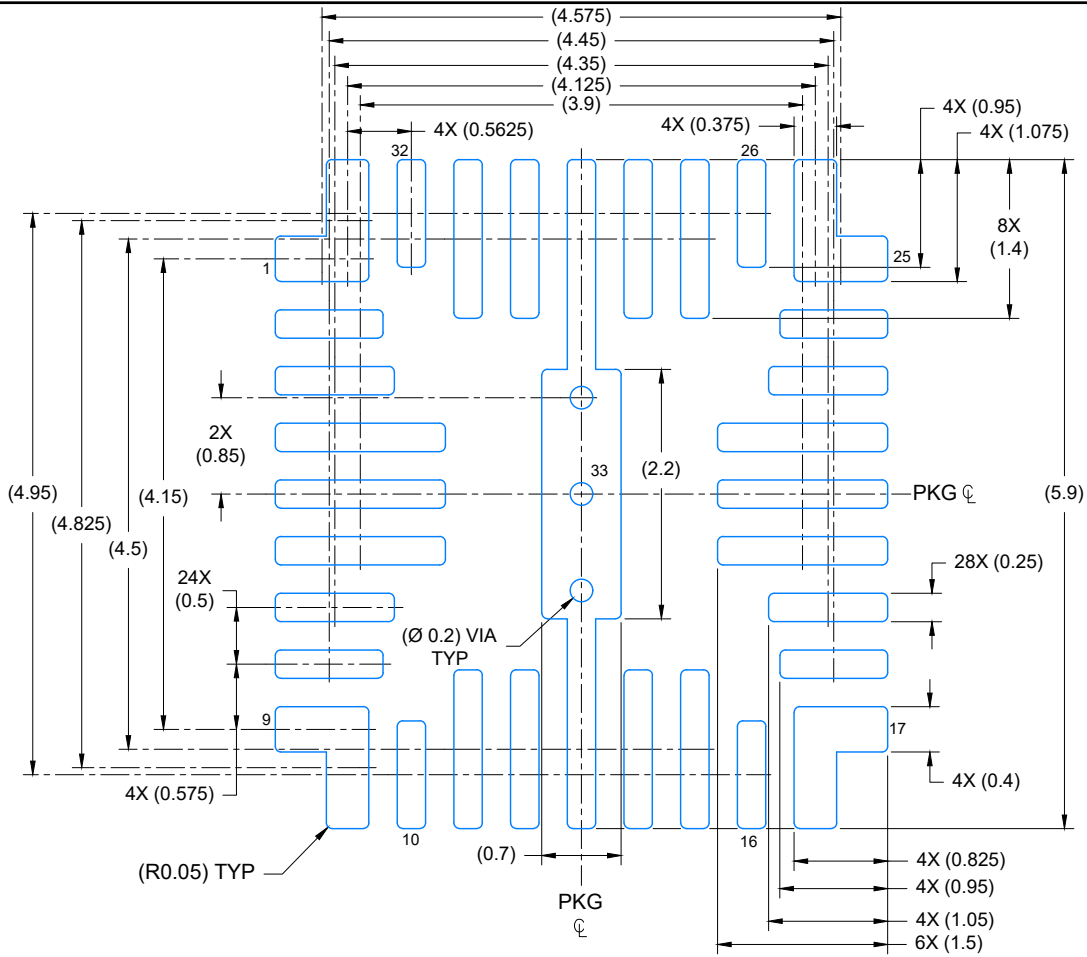 (4.575)
(4.45)
(4.35)
(4.125)
(3.9)
4X (0.95)
4X (0.5625)
4X (0.375)
4X (1.075)
32
26
8X
(1.4)
1
25
2X
(0.85)
33
(2.2)
(4.95)
(4.15)
PKG ℄
(5.9)
(4.825)
(4.5)
24X
(0.5)
28X (0.25)
(Ø 0.2) VIA
TYP
9
17
4X (0.575)
4X (0.4)
10
16
(R0.05) TYP
(0.7)
4X (0.825)
4X (0.95)
PKG
℄
4X (1.05)
6X (1.5)